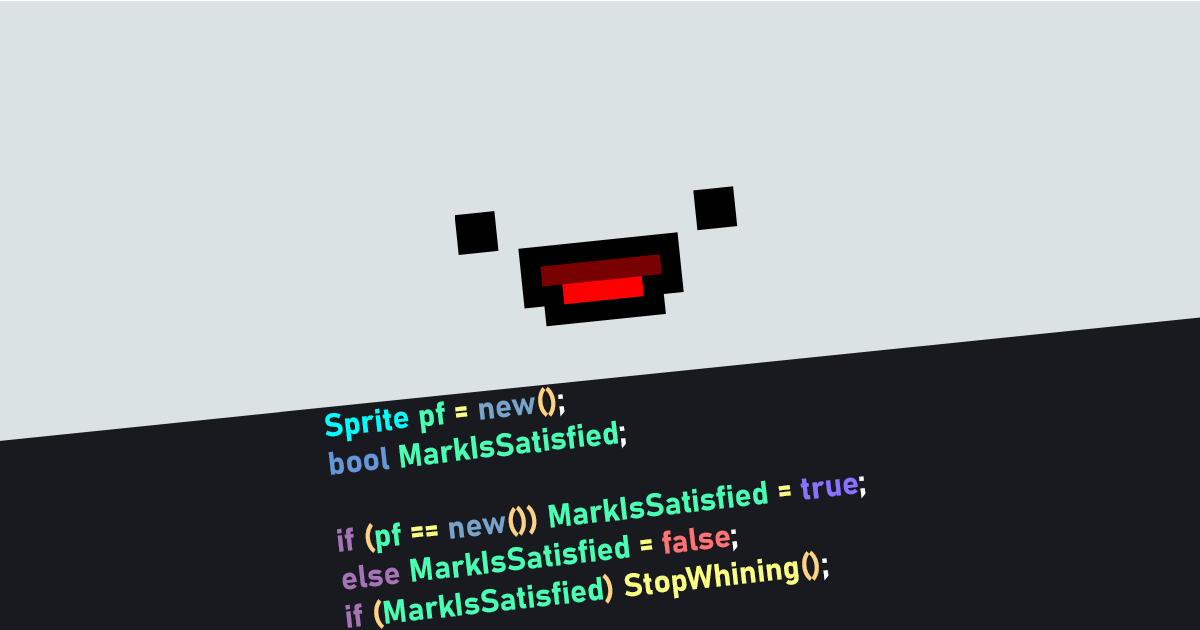 Sprite pf = new();
bool MarkIsSatisfied;
if (pf == new()) MarkIsSatisfied = true;
else MarkIsSatisfied = false;
if (MarkIsSatisfied) StopWhining();